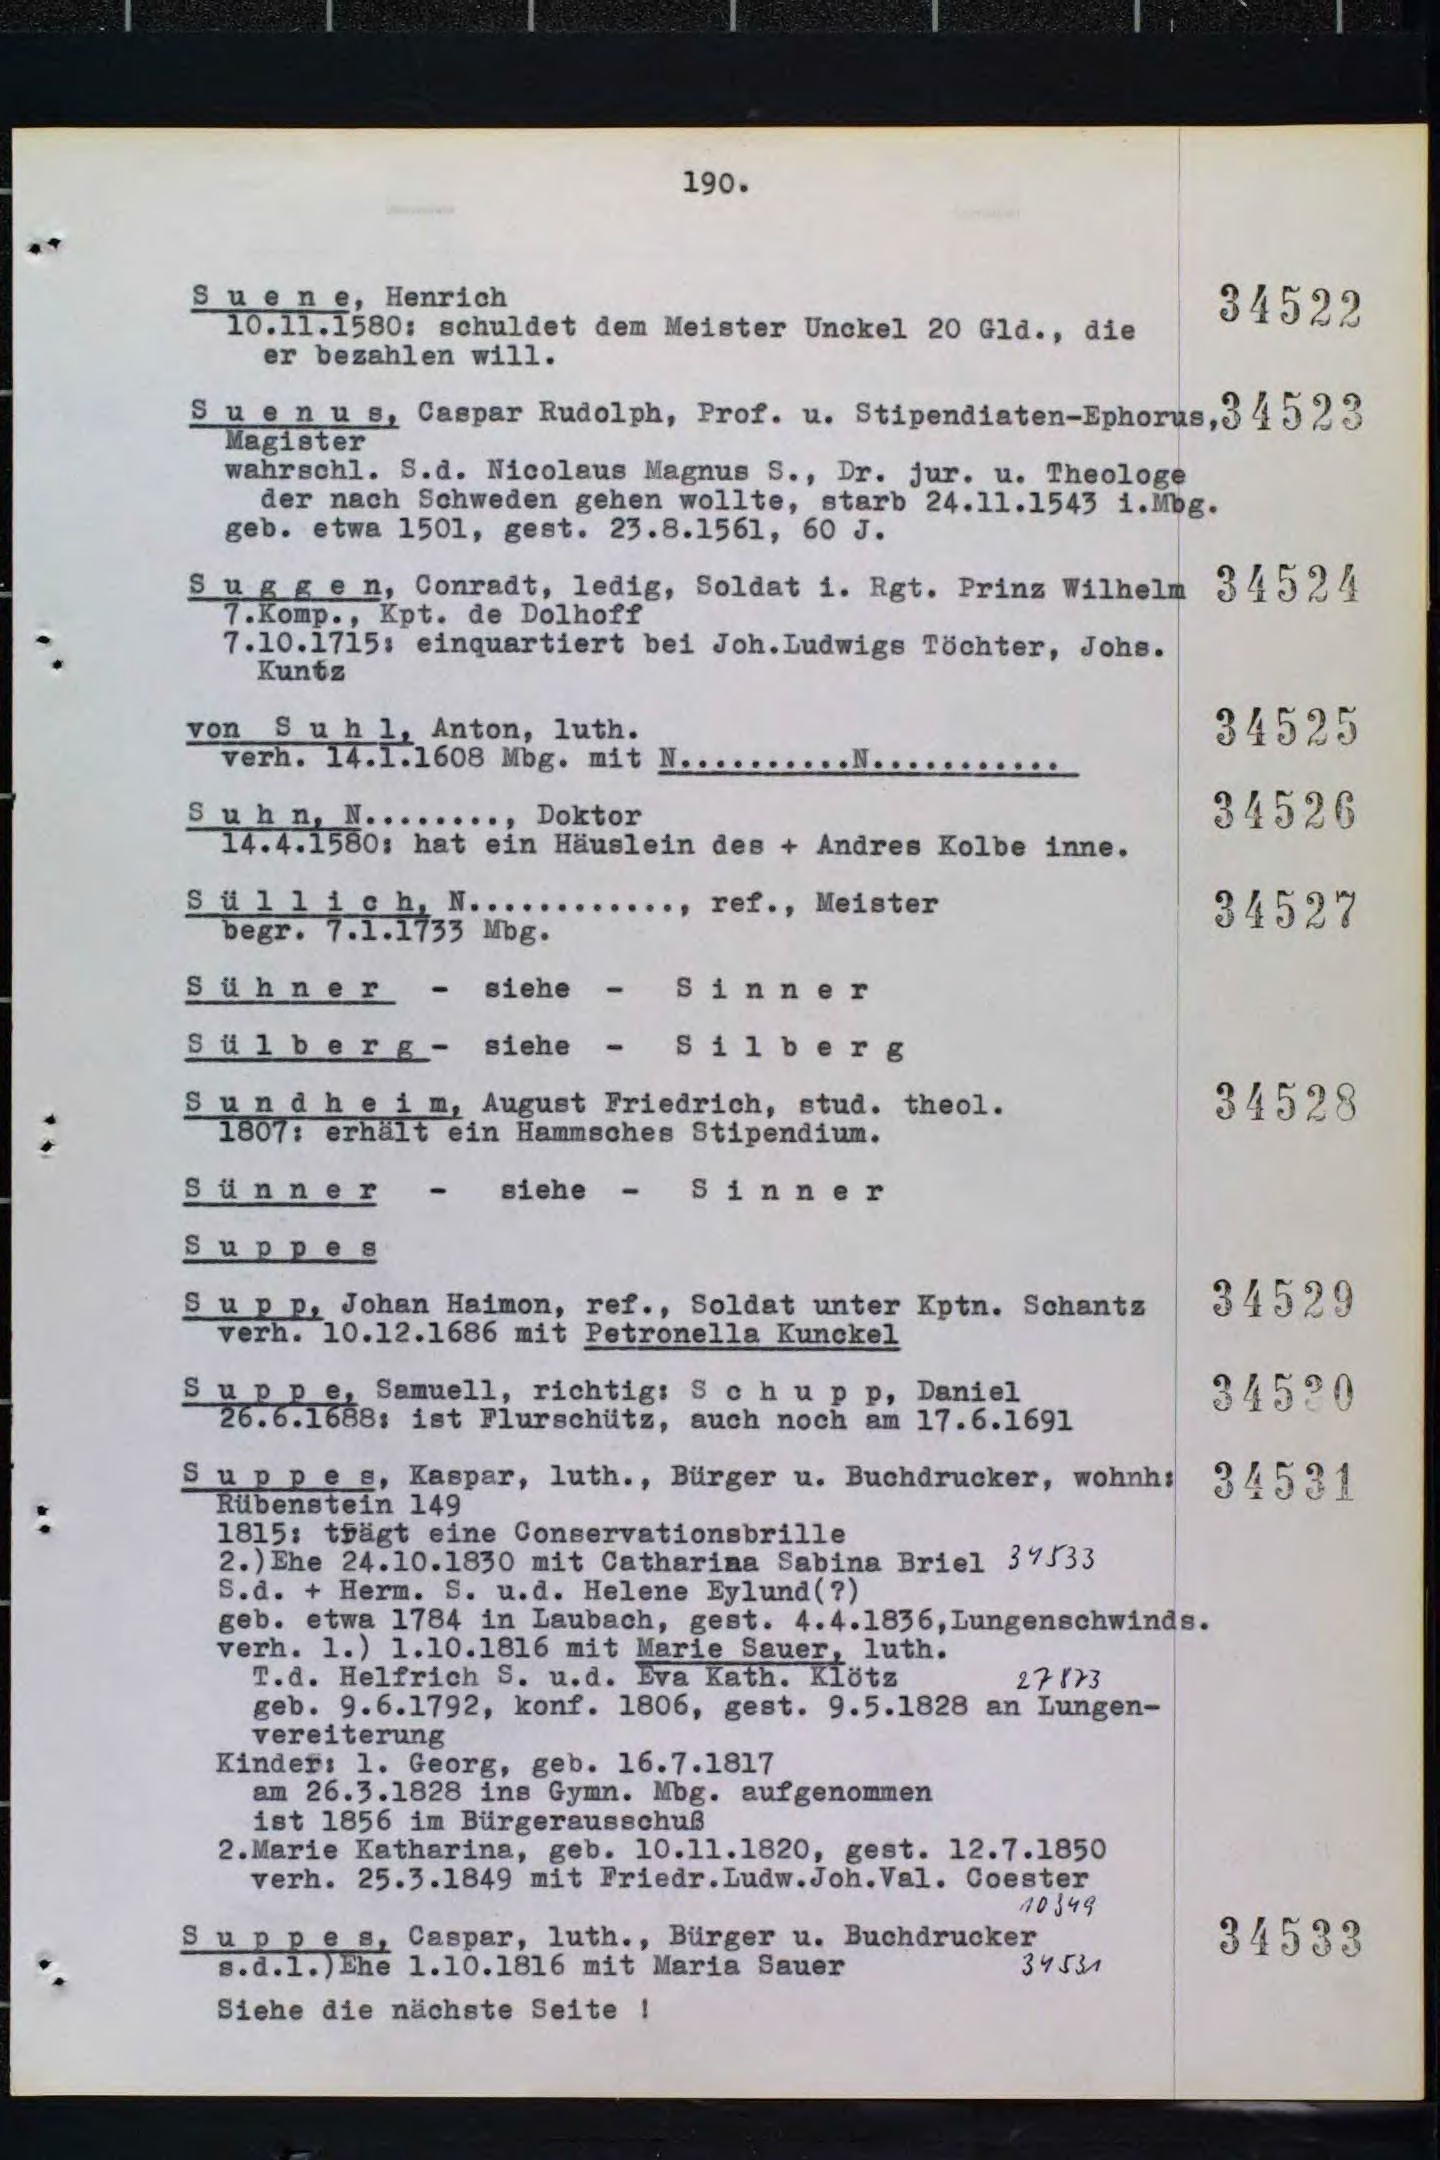 190.
S u e n e, Henrich 34522
10.11.1580: schuldet dem Meister Unckel 20 Gld., die
er bezahlen will.
S u e n u s, Caspar Rudolph, Prof. u. Stipendiaten-Ephorus, 34523
Magister
wahrschl. S.d. Nicolaus Magnus S., Dr. jur. u. Theologe
der nach Schweden gehen wollte, starb 24.11.1543 i.Mbg.
geb. etwa 1501, gest. 23.8.1561, 60 J.
S u g g e n, Conradt, ledig, Soldat i. Rgt. Prinz Wilhelm 34524
7.Komp., Kpt. de Dolhoff
7.10.1715: einquartiert bei Joh.Ludwigs Töchter, Johs.
Kuntz
von S u h l, Anton, luth. 34525
verh. 14.1.1608 Mbg. mit N..........N...........
S u h n, N........, Doktor 34526
14.4.1580: hat ein Häuslein des + Andres Kolbe inne.
S ü l l i c h, N............, ref., Meister 34527
begr. 7.1.1733 Mbg.
S ü h n e r - siehe - S i n n e r
S ü l b e r g - siehe - S i l b e r g
S u n d h e i m, August Friedrich, stud. theol. 34528
1807: erhält ein Hammsches Stipendium.
S ü n n e r - siehe - S i n n e r
S u p p e s
S u p p, Johan Haimon, ref., Soldat unter Kptn. Schantz 34529
verh. 10.12.1686 mit Petronella Kunckel
S u p p e, Samuell, richtig: S c h u p p, Daniel 34530
26.6.1688: ist Flurschütz, auch noch am 17.6.1691
S u p p e s, Kaspar, luth., Bürger u. Buchdrucker, wohnh: 34531
Rübenstein 149
1815: trägt eine Conservationsbrille
2.)Ehe 24.10.1830 mit Catharina Sabina Briel 34533
S.d. + Herm. S. u.d. Helene Eylund(?)
geb. etwa 1784 in Laubach, gest. 4.4.1836,Lungenschwinds.
verh. 1.) 1.10.1816 mit Marie Sauer, luth.
T.d. Helfrich S. u.d. Eva Kath. Klötz 27873
geb. 9.6.1792, konf. 1806, gest. 9.5.1828 an Lungen-
vereiterung
Kinder: 1. Georg, geb. 16.7.1817
am 26.3.1828 ins Gymn. Mbg. aufgenommen
ist 1856 im Bürgerausschuß
2.Marie Katharina, geb. 10.11.1820, gest. 12.7.1850
verh. 25.3.1849 mit Friedr.Ludw.Joh.Val. Coester
10349
S u p p e s, Caspar, luth., Bürger u. Buchdrucker 34533
s.d.1.)Ehe 1.10.1816 mit Maria Sauer 34531
Siehe die nächste Seite !